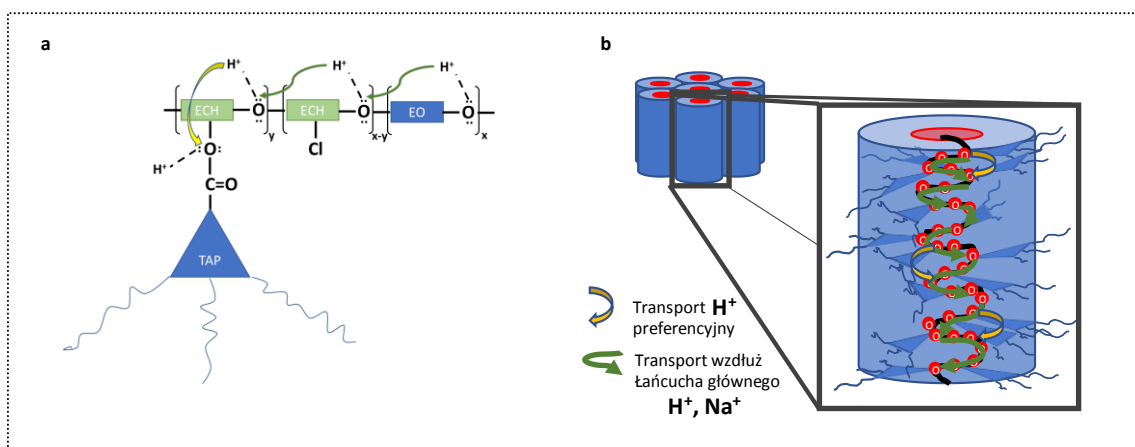 a
H⁺ H⁺ H⁺
ECH O y ECH O x-y EO O x
Cl
H⁺ :O:
C=O
TAP
b
O O O O O O O O O O O O O O O O O O O O O O O O O O O O O O
Transport H⁺
preferencyjny
Transport wzdłuż
Łańcucha głównego
H⁺, Na⁺